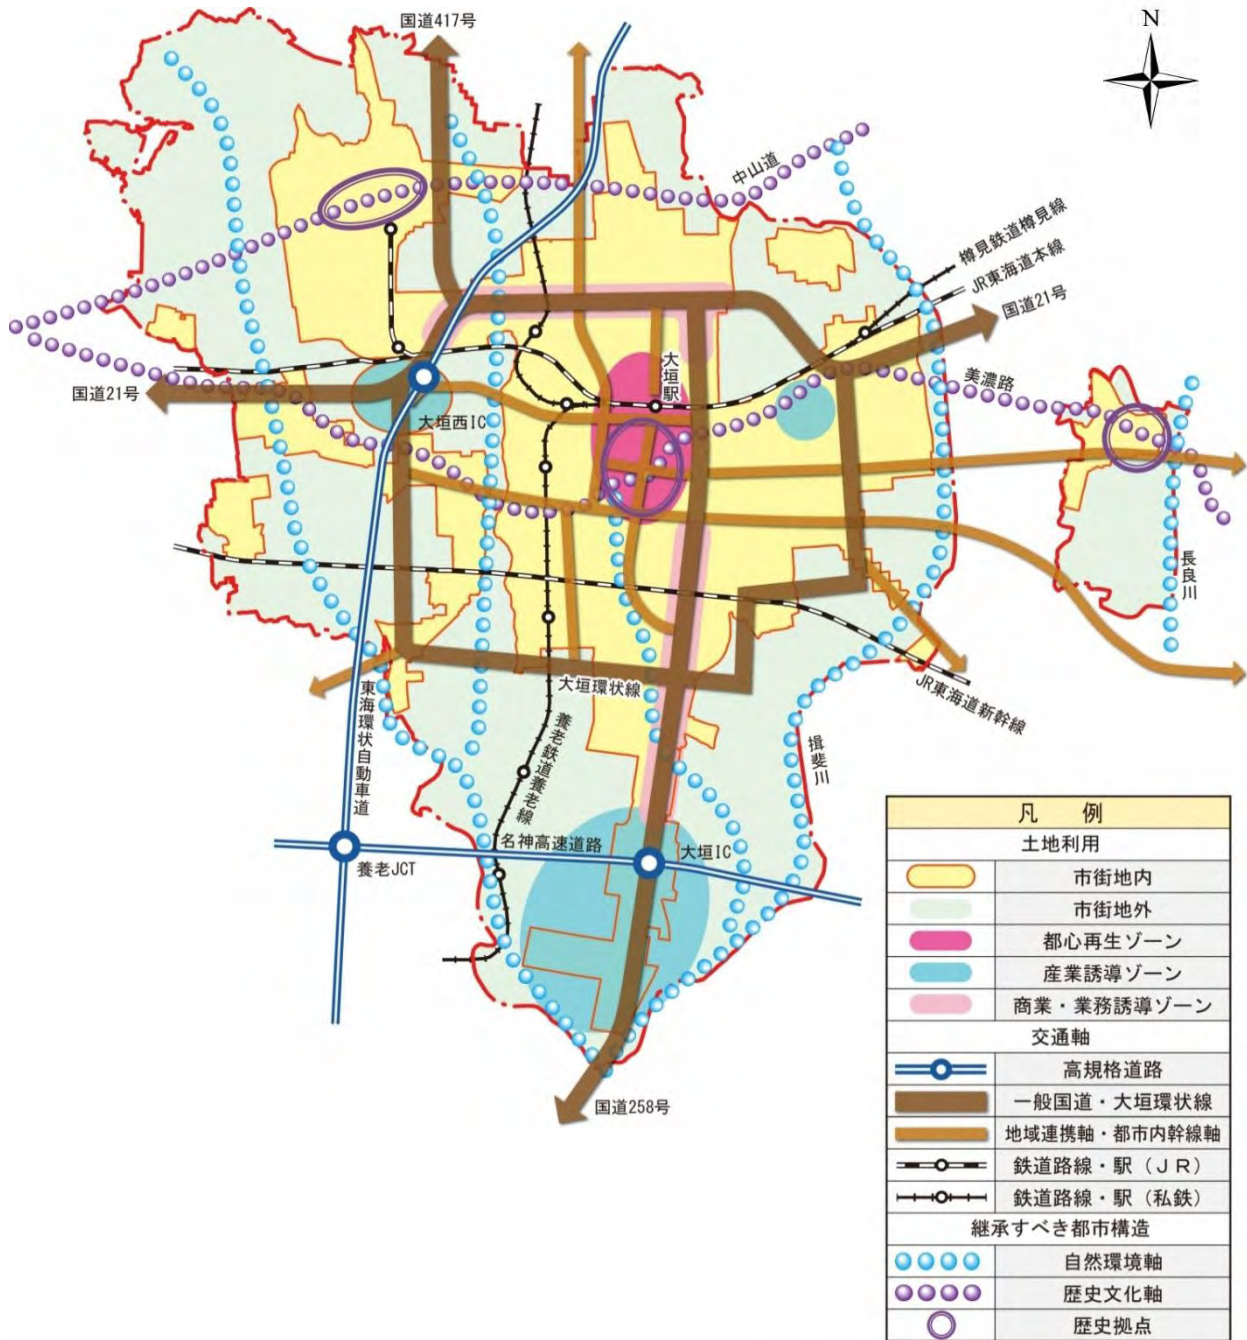 国道417号
N
中山道
樽見鉄道樽見線
JR東海道本線
国道21号
大垣駅
美濃路
国道21号
大垣西IC
長良川
大垣環状線
JR東海道新幹線
東海環状自動車道
養老鉄道養老線
揖斐川
名神高速道路
大垣IC
養老JCT
国道258号
凡 例
土地利用
市街地内
市街地外
都心再生ゾーン
産業誘導ゾーン
商業・業務誘導ゾーン
交通軸
高規格道路
一般国道・大垣環状線
地域連携軸・都市内幹線軸
鉄道路線・駅（ＪＲ）
鉄道路線・駅（私鉄）
継承すべき都市構造
自然環境軸
歴史文化軸
歴史拠点